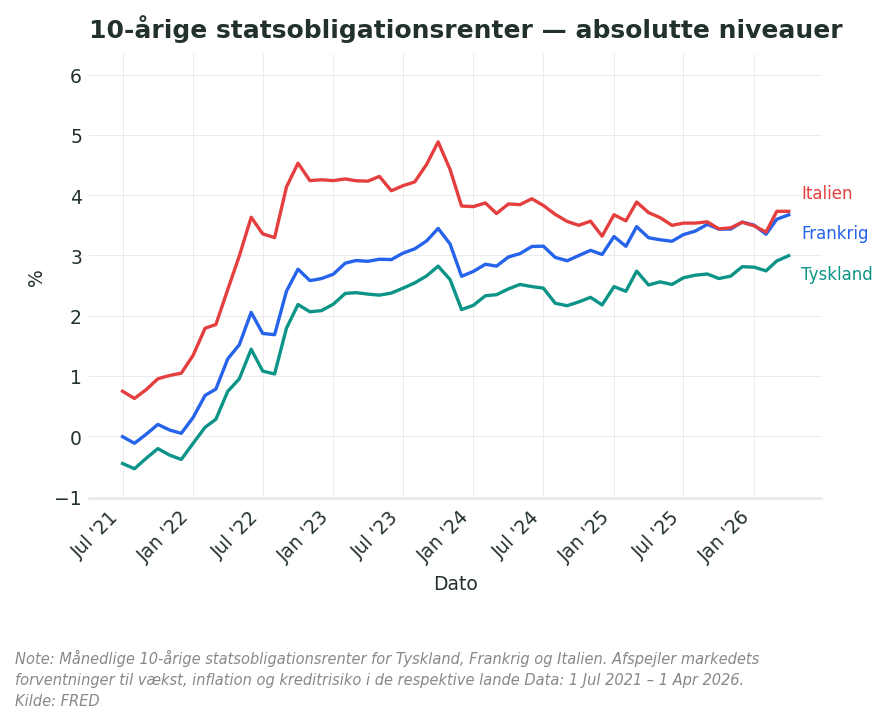 10-årige statsobligationsrenter — absolutte niveauer
6
5
4
3
2
1
0
−1
%
Italien
Frankrig
Tyskland
Jul '21
Jan '22
Jul '22
Jan '23
Jul '23
Jan '24
Jul '24
Jan '25
Jul '25
Jan '26
Dato
Note: Månedlige 10-årige statsobligationsrenter for Tyskland, Frankrig og Italien. Afspejler markedets
forventninger til vækst, inflation og kreditrisiko i de respektive lande Data: 1 Jul 2021 – 1 Apr 2026.
Kilde: FRED